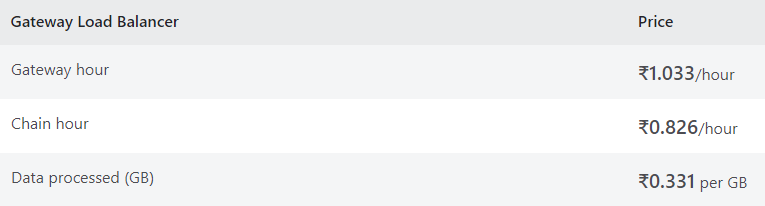 Gateway Load Balancer Price
Gateway hour ₹1.033/hour
Chain hour ₹0.826/hour
Data processed (GB) ₹0.331 per GB